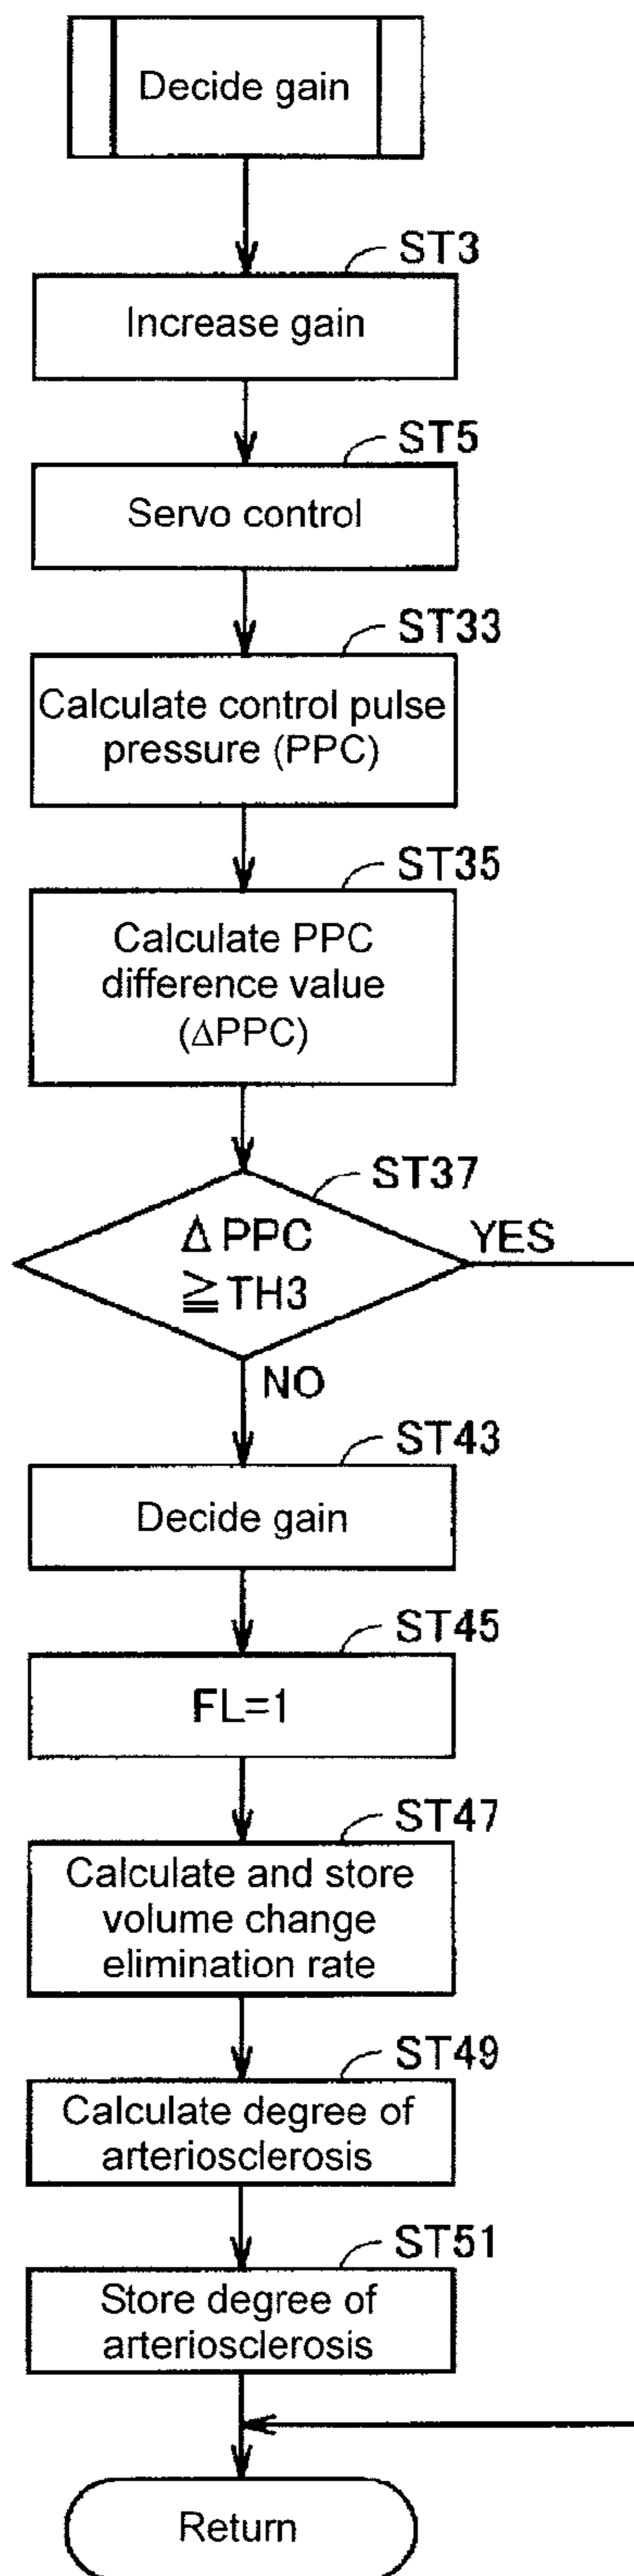 Decide gain
ST3
Increase gain
ST5
Servo control
ST33
Calculate control pulse
pressure (PPC)
ST35
Calculate PPC
difference value
(ΔPPC)
ST37
Δ PPC
≧ TH3
YES
NO
ST43
Decide gain
ST45
FL=1
ST47
Calculate and store
volume change
elimination rate
ST49
Calculate degree of
arteriosclerosis
ST51
Store degree of
arteriosclerosis
Return